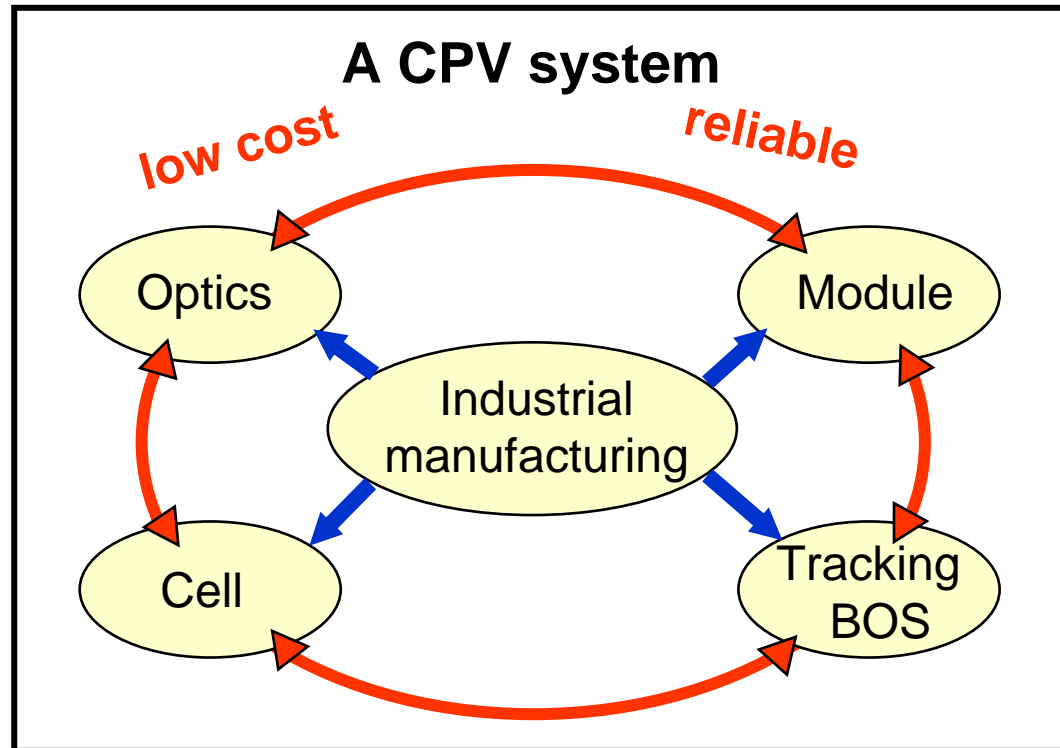 A CPV system
low cost
reliable
Optics
Module
Industrial
manufacturing
Cell
Tracking
BOS